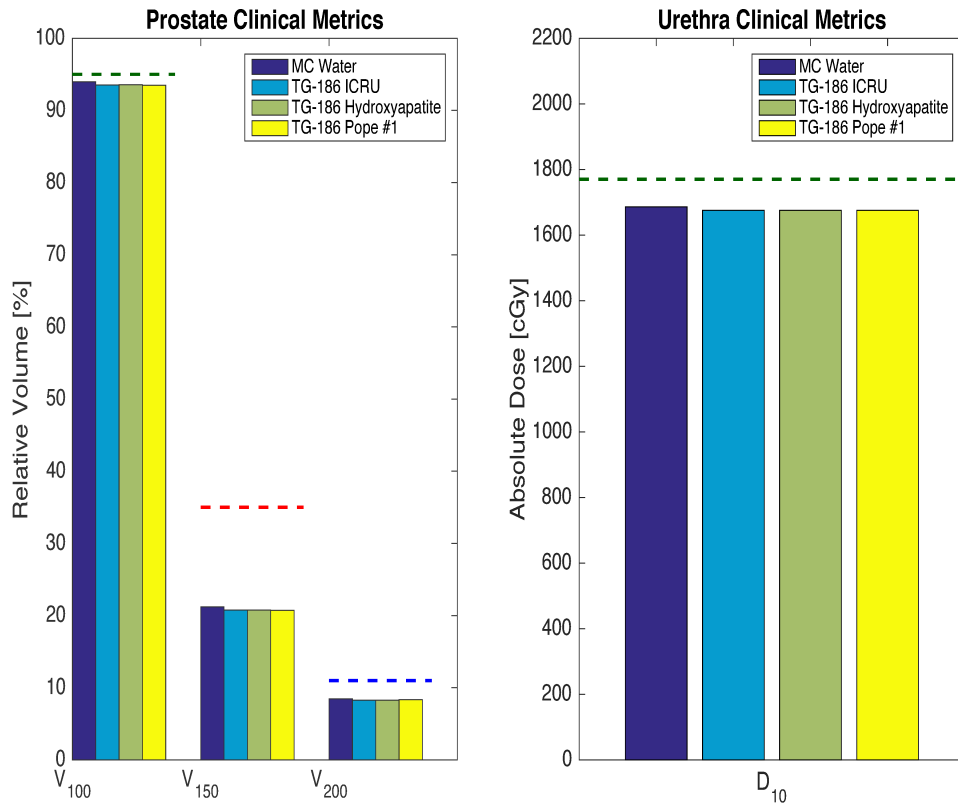 Prostate Clinical Metrics
100
90
80
70
60
50
40
30
20
10
0
Relative Volume [%]
V100
V150
V200
MC Water
TG-186 ICRU
TG-186 Hydroxyapatite
TG-186 Pope #1
Urethra Clinical Metrics
2200
2000
1800
1600
1400
1200
1000
800
600
400
200
0
Absolute Dose [cGy]
D10
MC Water
TG-186 ICRU
TG-186 Hydroxyapatite
TG-186 Pope #1